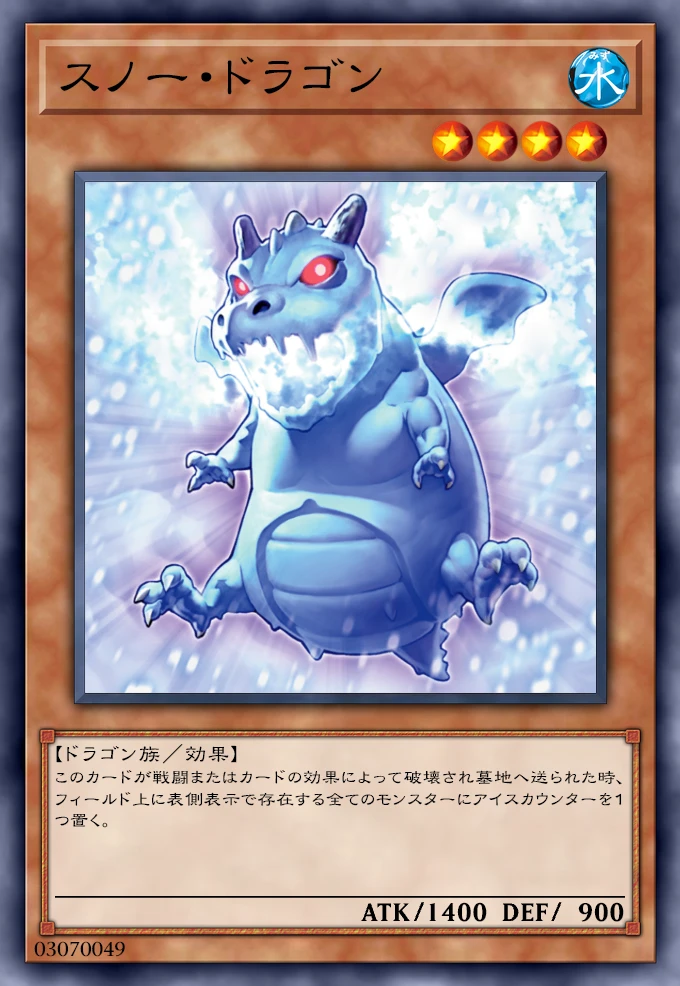 スノー・ドラゴン
みず
水
【ドラゴン族／効果】
このカードが戦闘またはカードの効果によって破壊され墓地へ送られた時、
フィールド上に表側表示で存在する全てのモンスターにアイスカウンターを1
つ置く。
ATK/1400 DEF/ 900
03070049